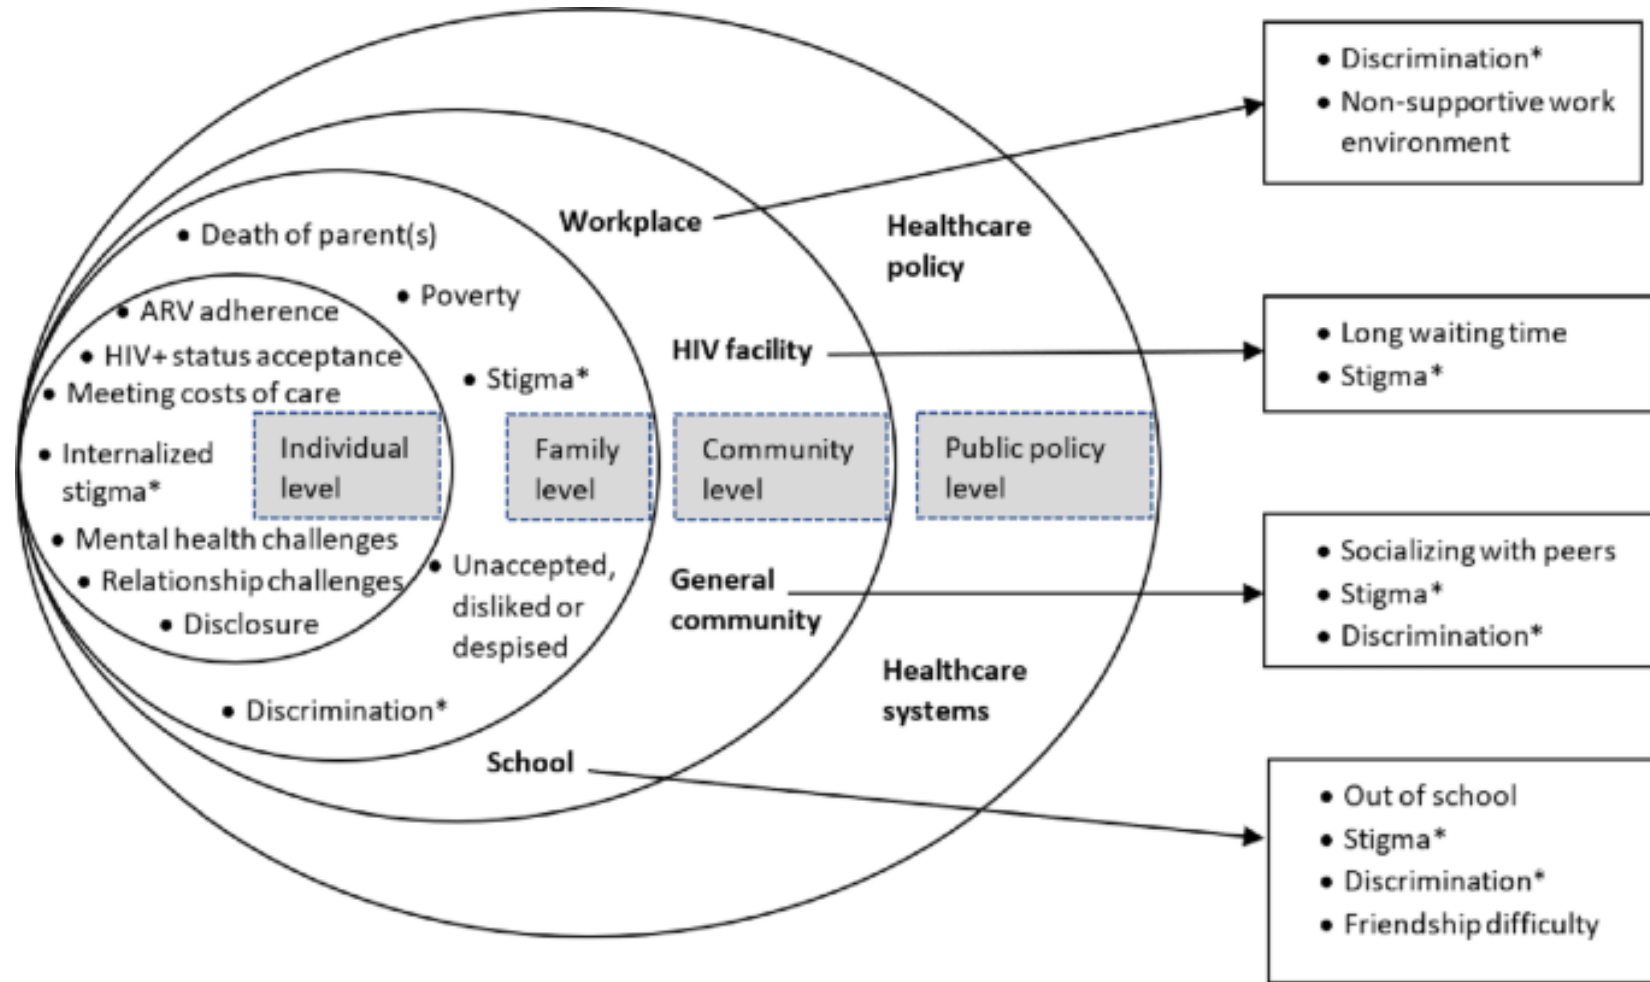 • Death of parent(s)
• Poverty
• Stigma*
• Unaccepted,
disliked or
despised
• Discrimination*
• ARV adherence
• HIV+ status acceptance
• Meeting costs of care
• Internalized
stigma*
• Mental health challenges
• Relationship challenges
• Disclosure
Individual
level
Family
level
Community
level
Public policy
level
Workplace
HIV facility
General
community
School
Healthcare
policy
Healthcare
systems
• Discrimination*
• Non-supportive work
environment
• Long waiting time
• Stigma*
• Socializing with peers
• Stigma*
• Discrimination*
• Out of school
• Stigma*
• Discrimination*
• Friendship difficulty